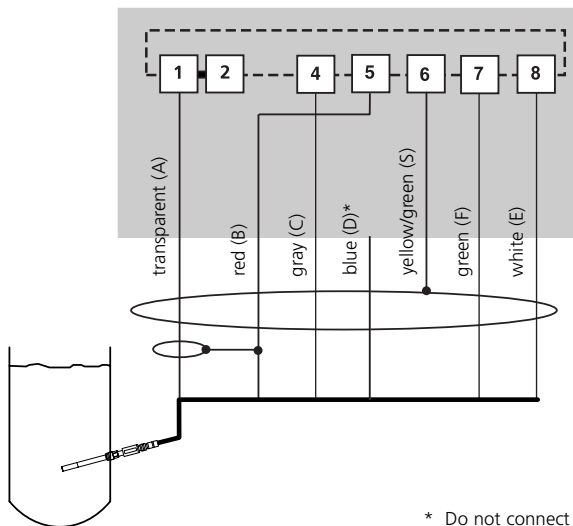 1 2 4 5 6 7 8
transparent (A)
red (B)
gray (C)
blue (D)*
yellow/green (S)
green (F)
white (E)
* Do not connect